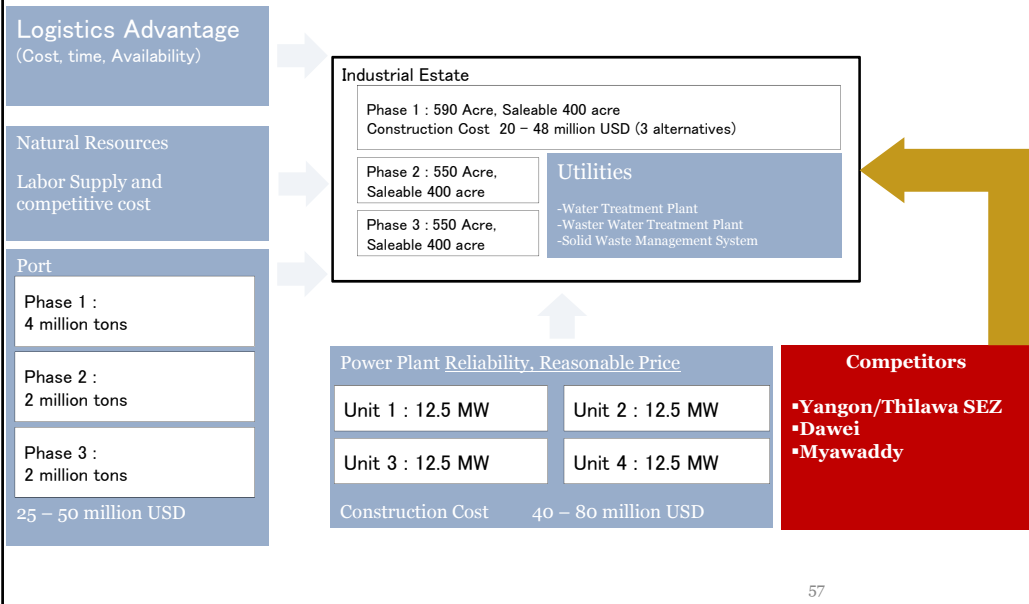 Logistics Advantage
(Cost, time, Availability)
Natural Resources
Labor Supply and
competitive cost
Port
Phase 1 :
4 million tons
Phase 2 :
2 million tons
Phase 3 :
2 million tons
25 – 50 million USD
Industrial Estate
Phase 1 : 590 Acre, Saleable 400 acre
Construction Cost 20 – 48 million USD (3 alternatives)
Phase 2 : 550 Acre,
Saleable 400 acre
Phase 3 : 550 Acre,
Saleable 400 acre
Utilities
-Water Treatment Plant
-Waster Water Treatment Plant
-Solid Waste Management System
Power Plant Reliability, Reasonable Price
Unit 1 : 12.5 MW
Unit 2 : 12.5 MW
Unit 3 : 12.5 MW
Unit 4 : 12.5 MW
Construction Cost 40 – 80 million USD
Competitors
▪Yangon/Thilawa SEZ
▪Dawei
▪Myawaddy
57